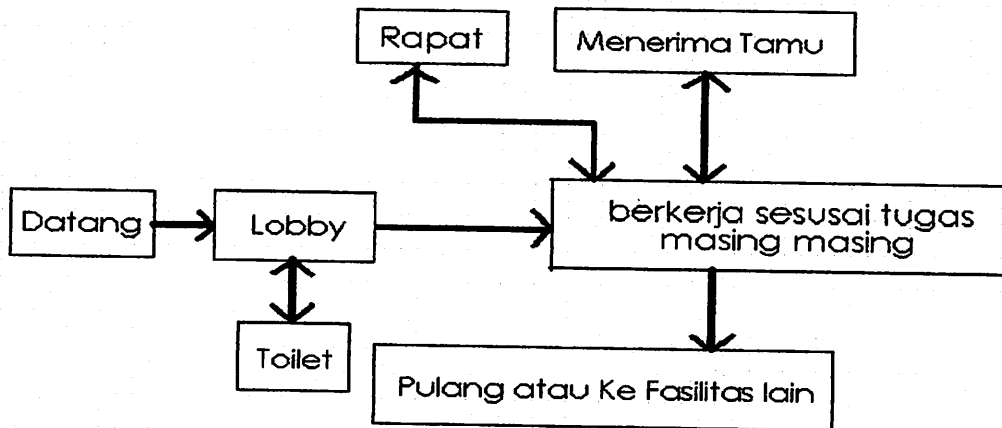 Rapat
Menerima Tamu
Datang
Lobby
berkerja sesusai tugas
masing masing
Toilet
Pulang atau Ke Fasilitas lain